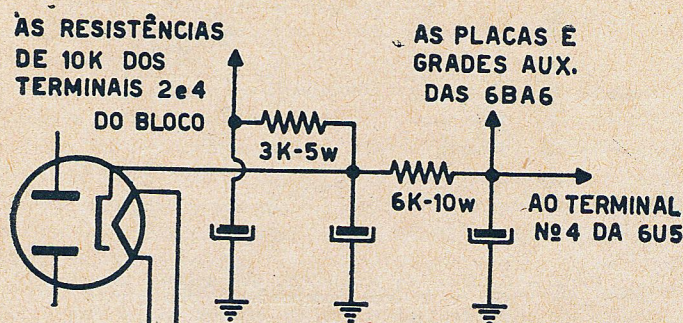 AS RESISTÊNCIAS
DE 10K DOS
TERMINAIS 2e4
DO BLOCO
AS PLACAS E
GRADES AUX.
DAS 6BA6
3K-5w
6K-10w
AO TERMINAL
Nº4 DA 6U5